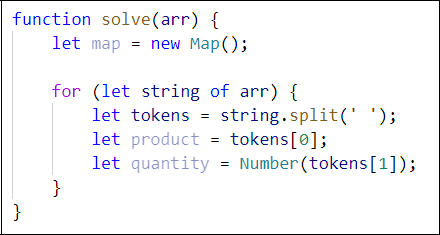 function solve(arr) {
    let map = new Map();

    for (let string of arr) {
        let tokens = string.split(' ');
        let product = tokens[0];
        let quantity = Number(tokens[1]);
    }
}